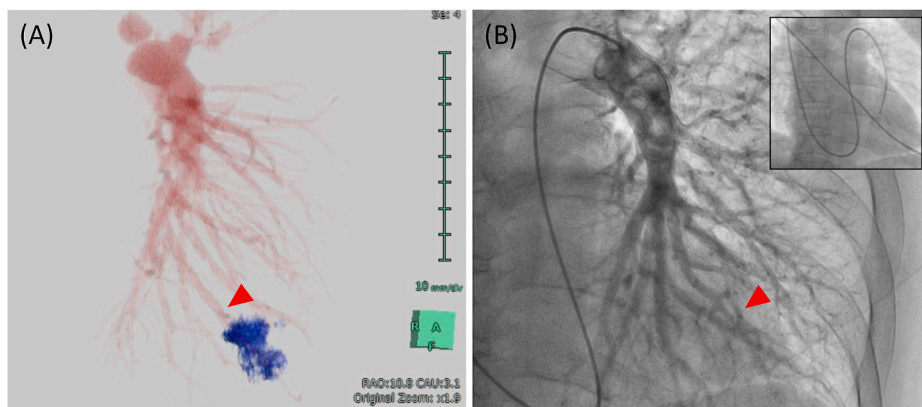 (A)
Se: 4
10 mm/div
R A
F
RAO:10.8 CAU:3.1
Original Zoom: x1.9
(B)